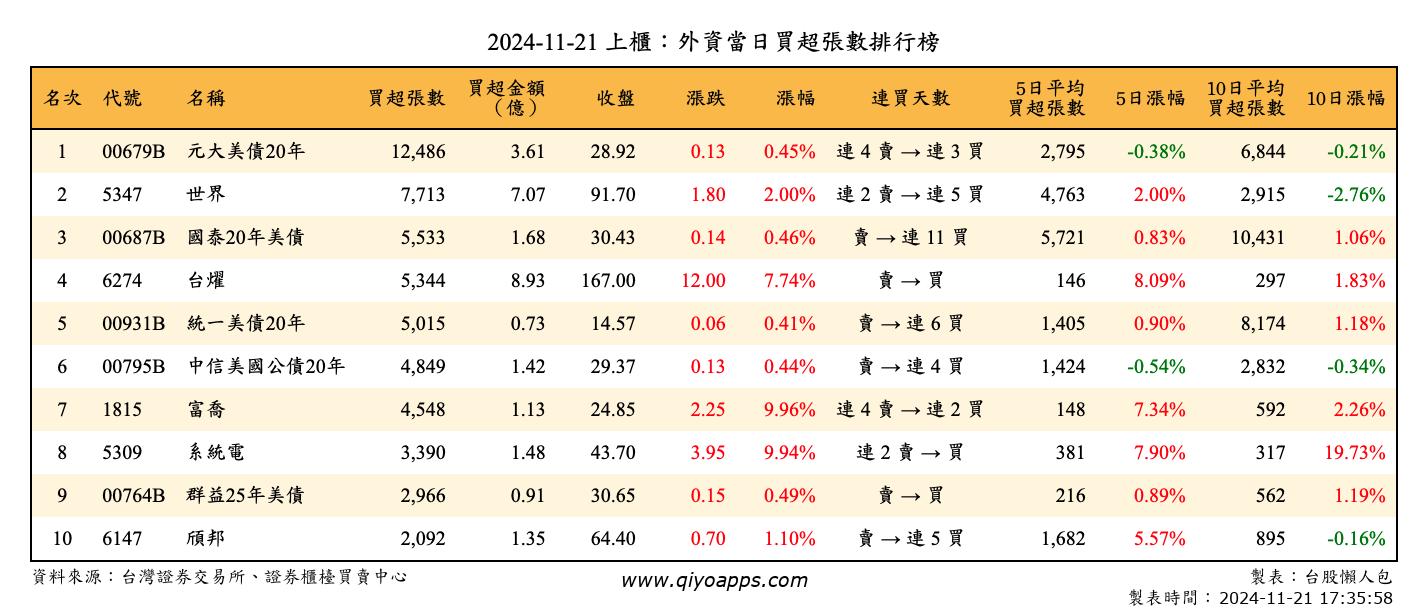 2024-11-21 上櫃：外資當日買超張數排行榜
名次 代號 名稱 買超張數 買超金額（億） 收盤 漲跌 漲幅 連買天數 5日平均買超張數 5日漲幅 10日平均買超張數 10日漲幅
1 00679B 元大美債20年 12,486 3.61 28.92 0.13 0.45% 連 4 賣 → 連 3 買 2,795 -0.38% 6,844 -0.21%
2 5347 世界 7,713 7.07 91.70 1.80 2.00% 連 2 賣 → 連 5 買 4,763 2.00% 2,915 -2.76%
3 00687B 國泰20年美債 5,533 1.68 30.43 0.14 0.46% 賣 → 連 11 買 5,721 0.83% 10,431 1.06%
4 6274 台燿 5,344 8.93 167.00 12.00 7.74% 賣 → 買 146 8.09% 297 1.83%
5 00931B 統一美債20年 5,015 0.73 14.57 0.06 0.41% 賣 → 連 6 買 1,405 0.90% 8,174 1.18%
6 00795B 中信美國公債20年 4,849 1.42 29.37 0.13 0.44% 賣 → 連 4 買 1,424 -0.54% 2,832 -0.34%
7 1815 富喬 4,548 1.13 24.85 2.25 9.96% 連 4 賣 → 連 2 買 148 7.34% 592 2.26%
8 5309 系統電 3,390 1.48 43.70 3.95 9.94% 連 2 賣 → 買 381 7.90% 317 19.73%
9 00764B 群益25年美債 2,966 0.91 30.65 0.15 0.49% 賣 → 買 216 0.89% 562 1.19%
10 6147 頎邦 2,092 1.35 64.40 0.70 1.10% 賣 → 連 5 買 1,682 5.57% 895 -0.16%
資料來源：台灣證券交易所、證券櫃檯買賣中心
www.qiyoapps.com
製表：台股懶人包
製表時間：2024-11-21 17:35:58